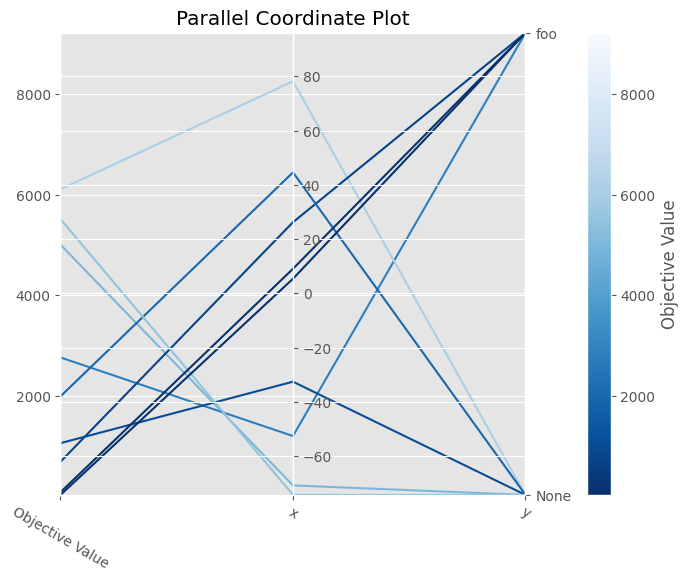 Parallel Coordinate Plot
foo
8000
80
8000
60
6000
40
6000
20
4000
0
4000
−20
2000
−40
2000
−60
None
Objective Value
x
y
Objective Value